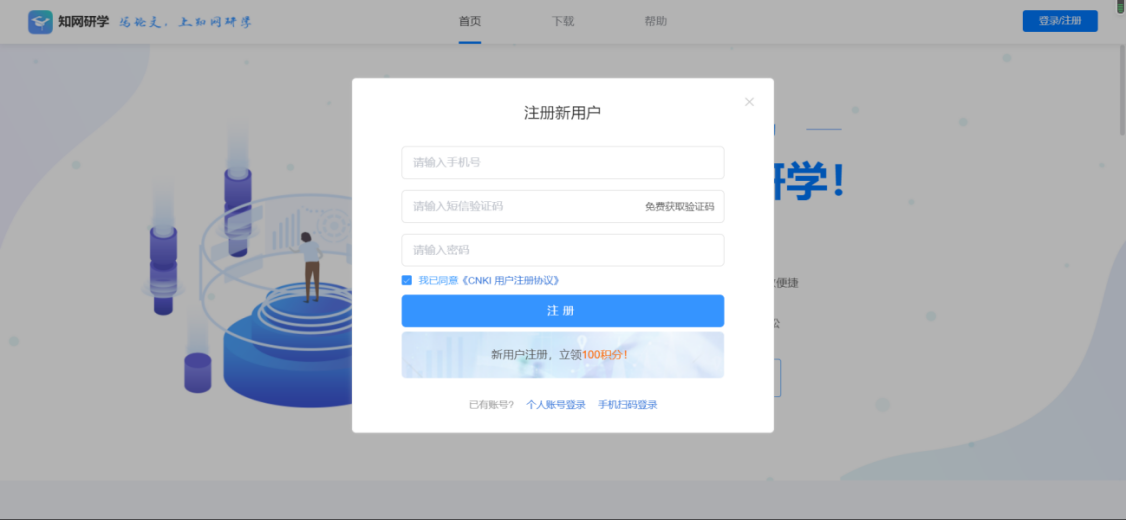 知网研学 写论文，上知网研学
首页
下载
帮助
登录/注册
注册新用户
请输入手机号
请输入短信验证码
免费获取验证码
请输入密码
我已同意《CNKI 用户注册协议》
注 册
新用户注册，立领100积分！
已有账号？ 个人账号登录 手机扫码登录
学！
便捷